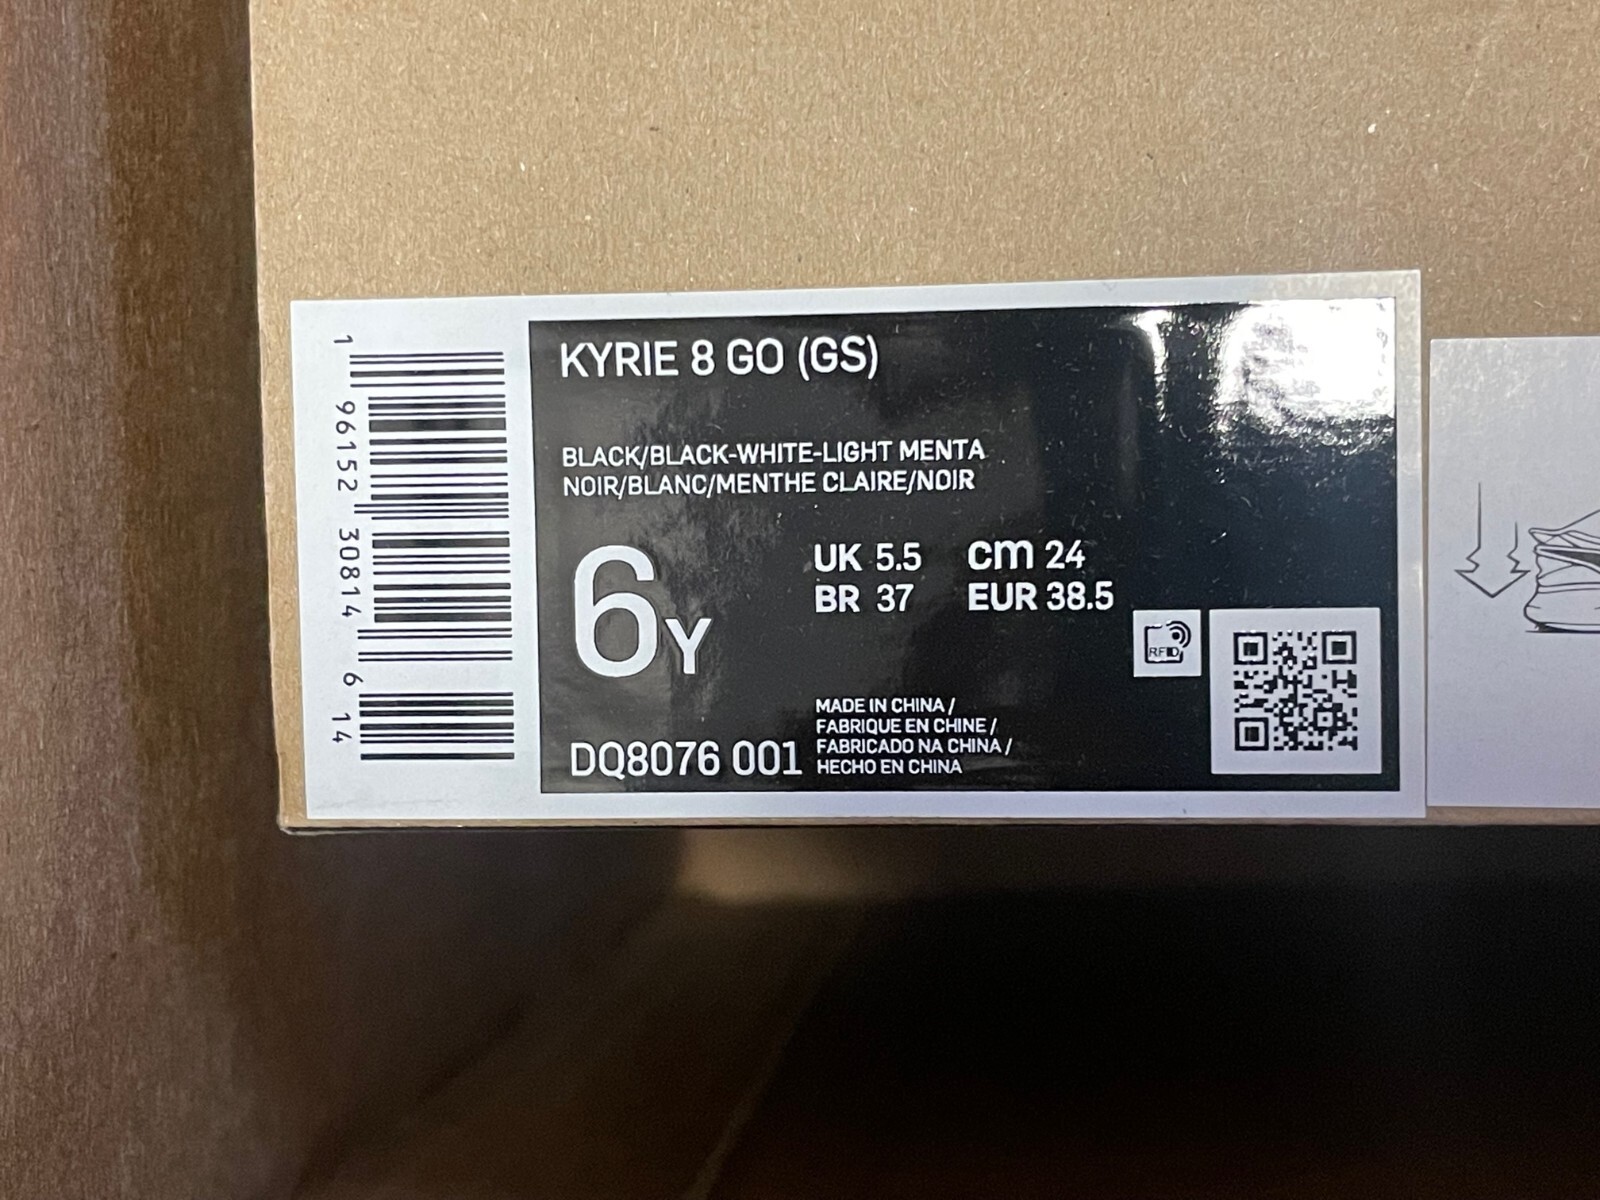 1 96152 30814 6 14
KYRIE 8 GO (GS)
BLACK/BLACK-WHITE-LIGHT MENTA
NOIR/BLANC/MENTHE CLAIRE/NOIR
6Y
UK 5.5 cm 24
BR 37 EUR 38.5
RFID
DQ8076 001
MADE IN CHINA /
FABRIQUE EN CHINE /
FABRICADO NA CHINA /
HECHO EN CHINA